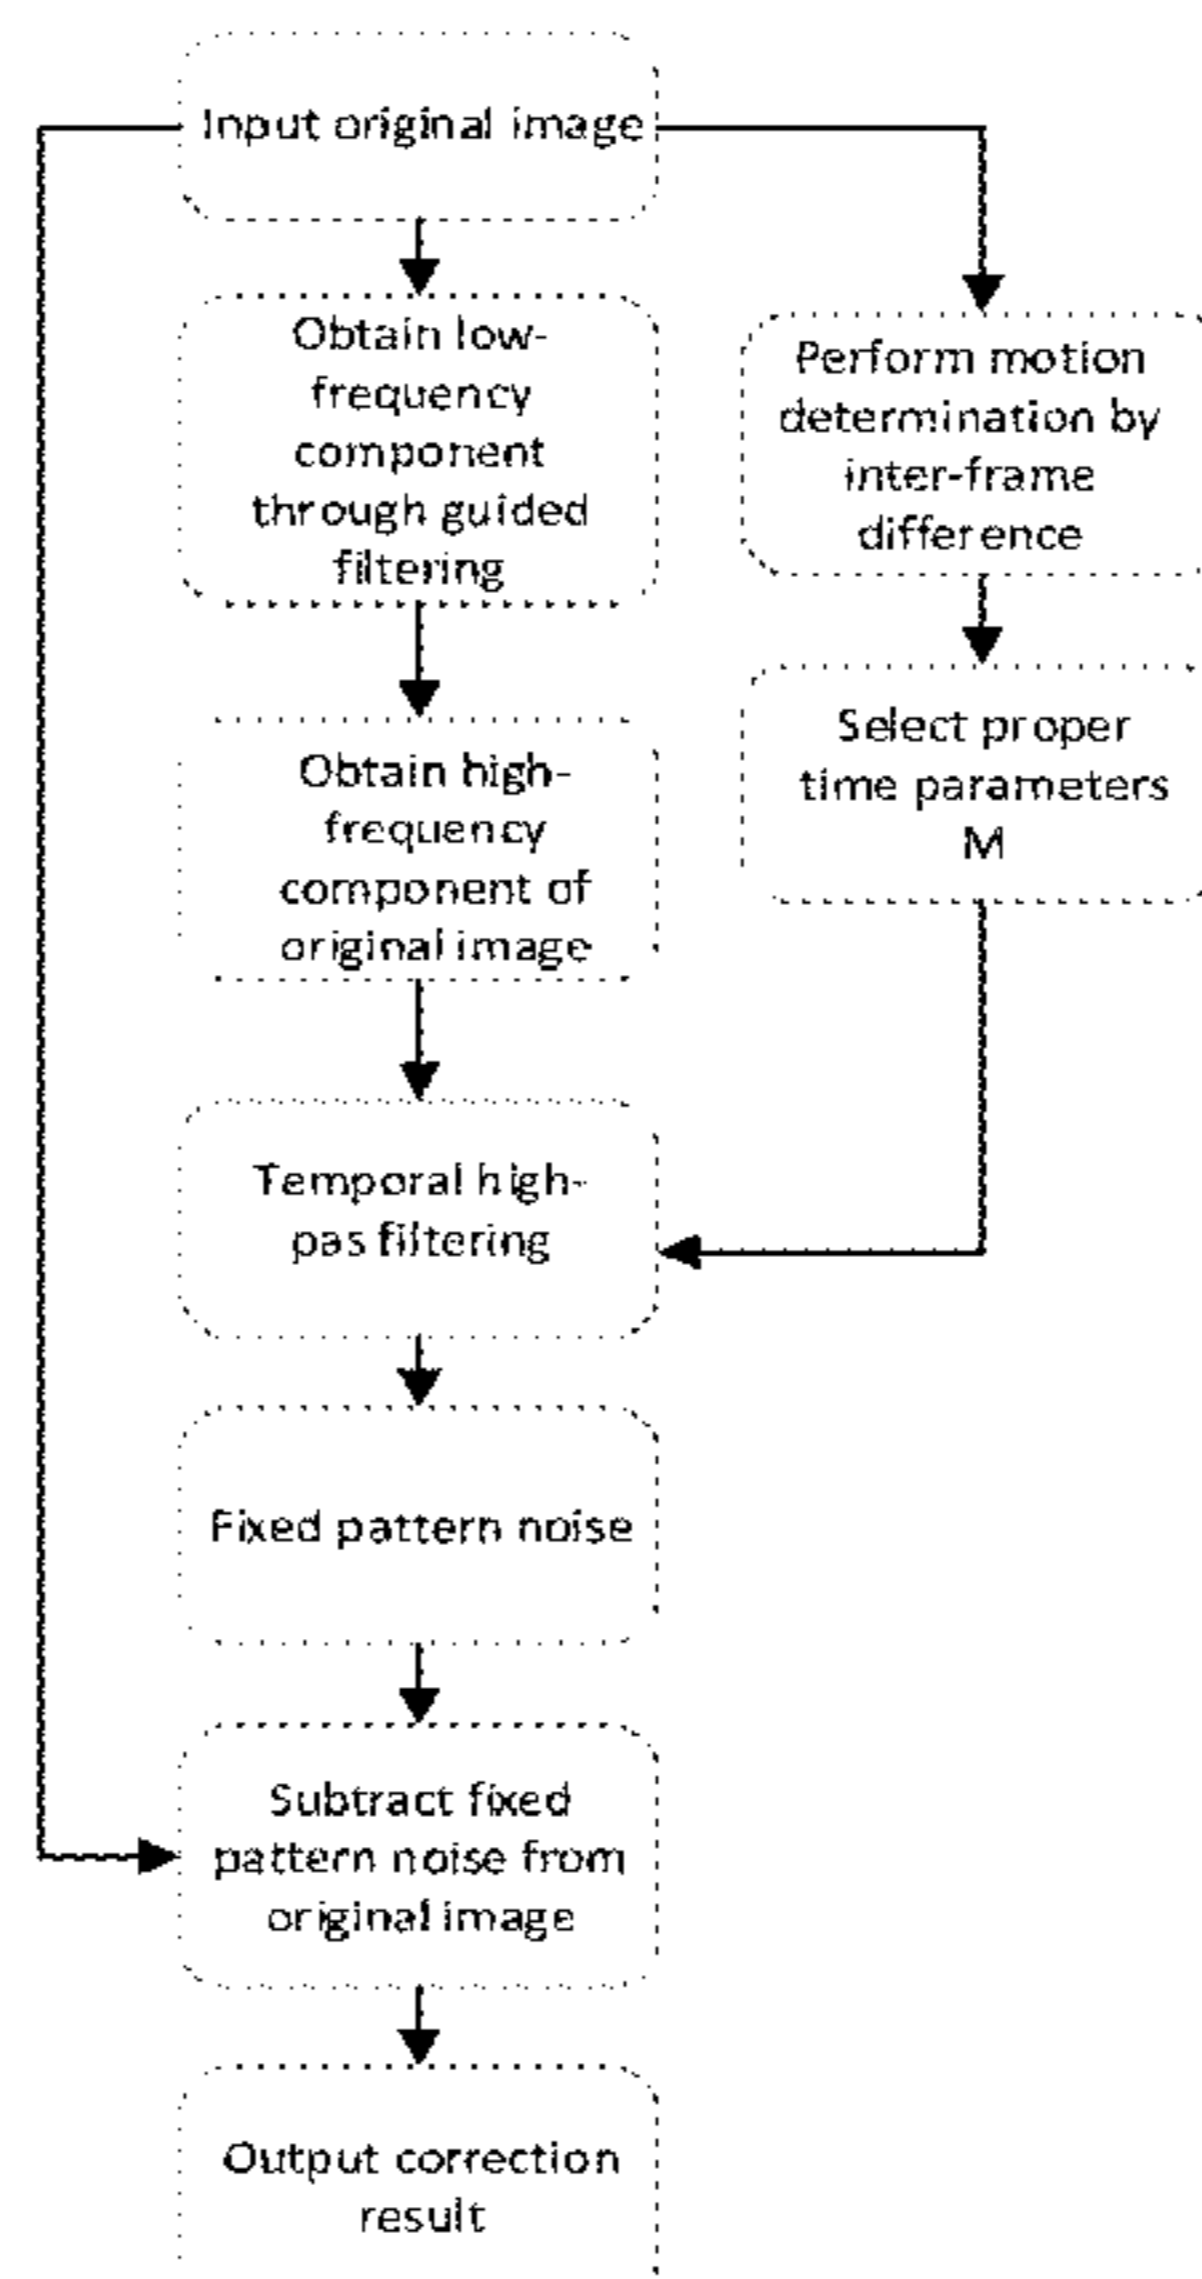 Input original image
Obtain low-
frequency
component
through guided
filtering
Perform motion
determination by
inter-frame
difference
Obtain high-
frequency
component of
original image
Select proper
time parameters
M
Temporal high-
pas filtering
Fixed pattern noise
Subtract fixed
pattern noise from
original image
Output correction
result